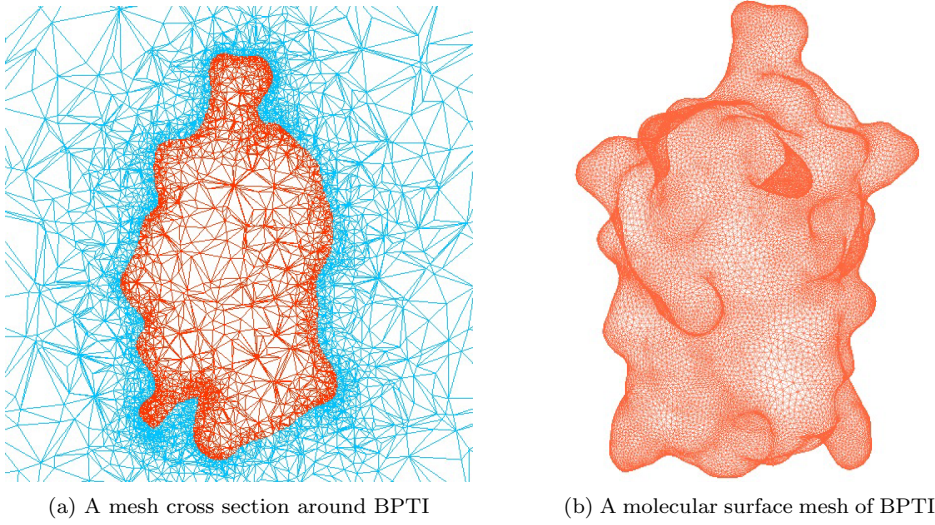 (a) A mesh cross section around BPTI
(b) A molecular surface mesh of BPTI